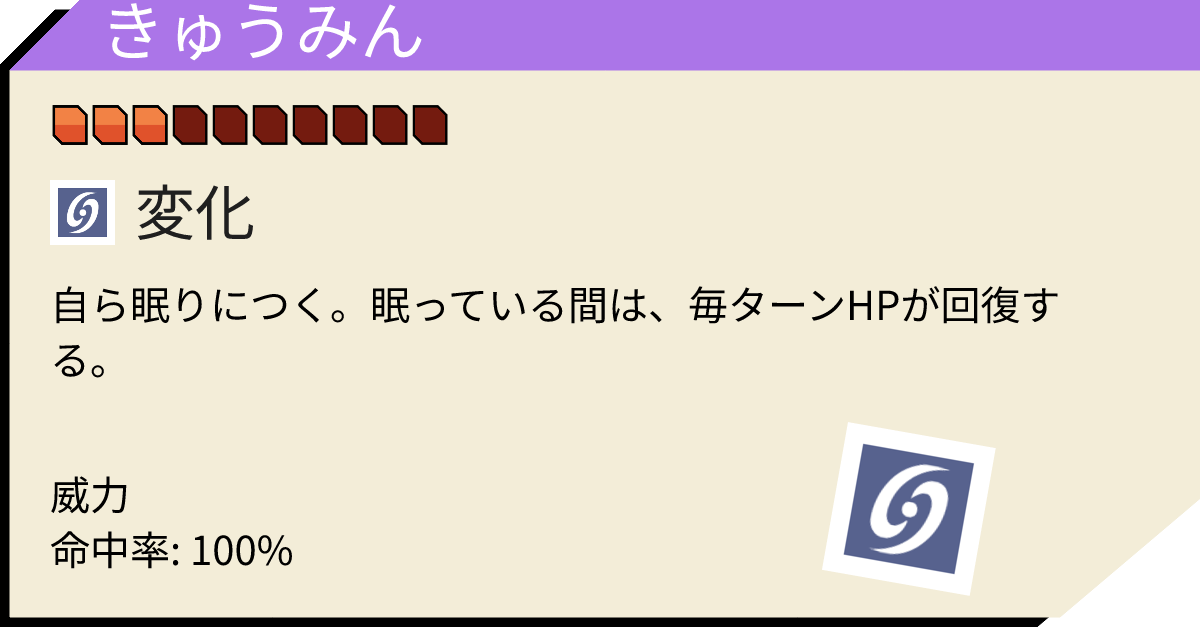 きゅうみん
変化
自ら眠りにつく。眠っている間は、毎ターンHPが回復す
る。
威力
命中率: 100%